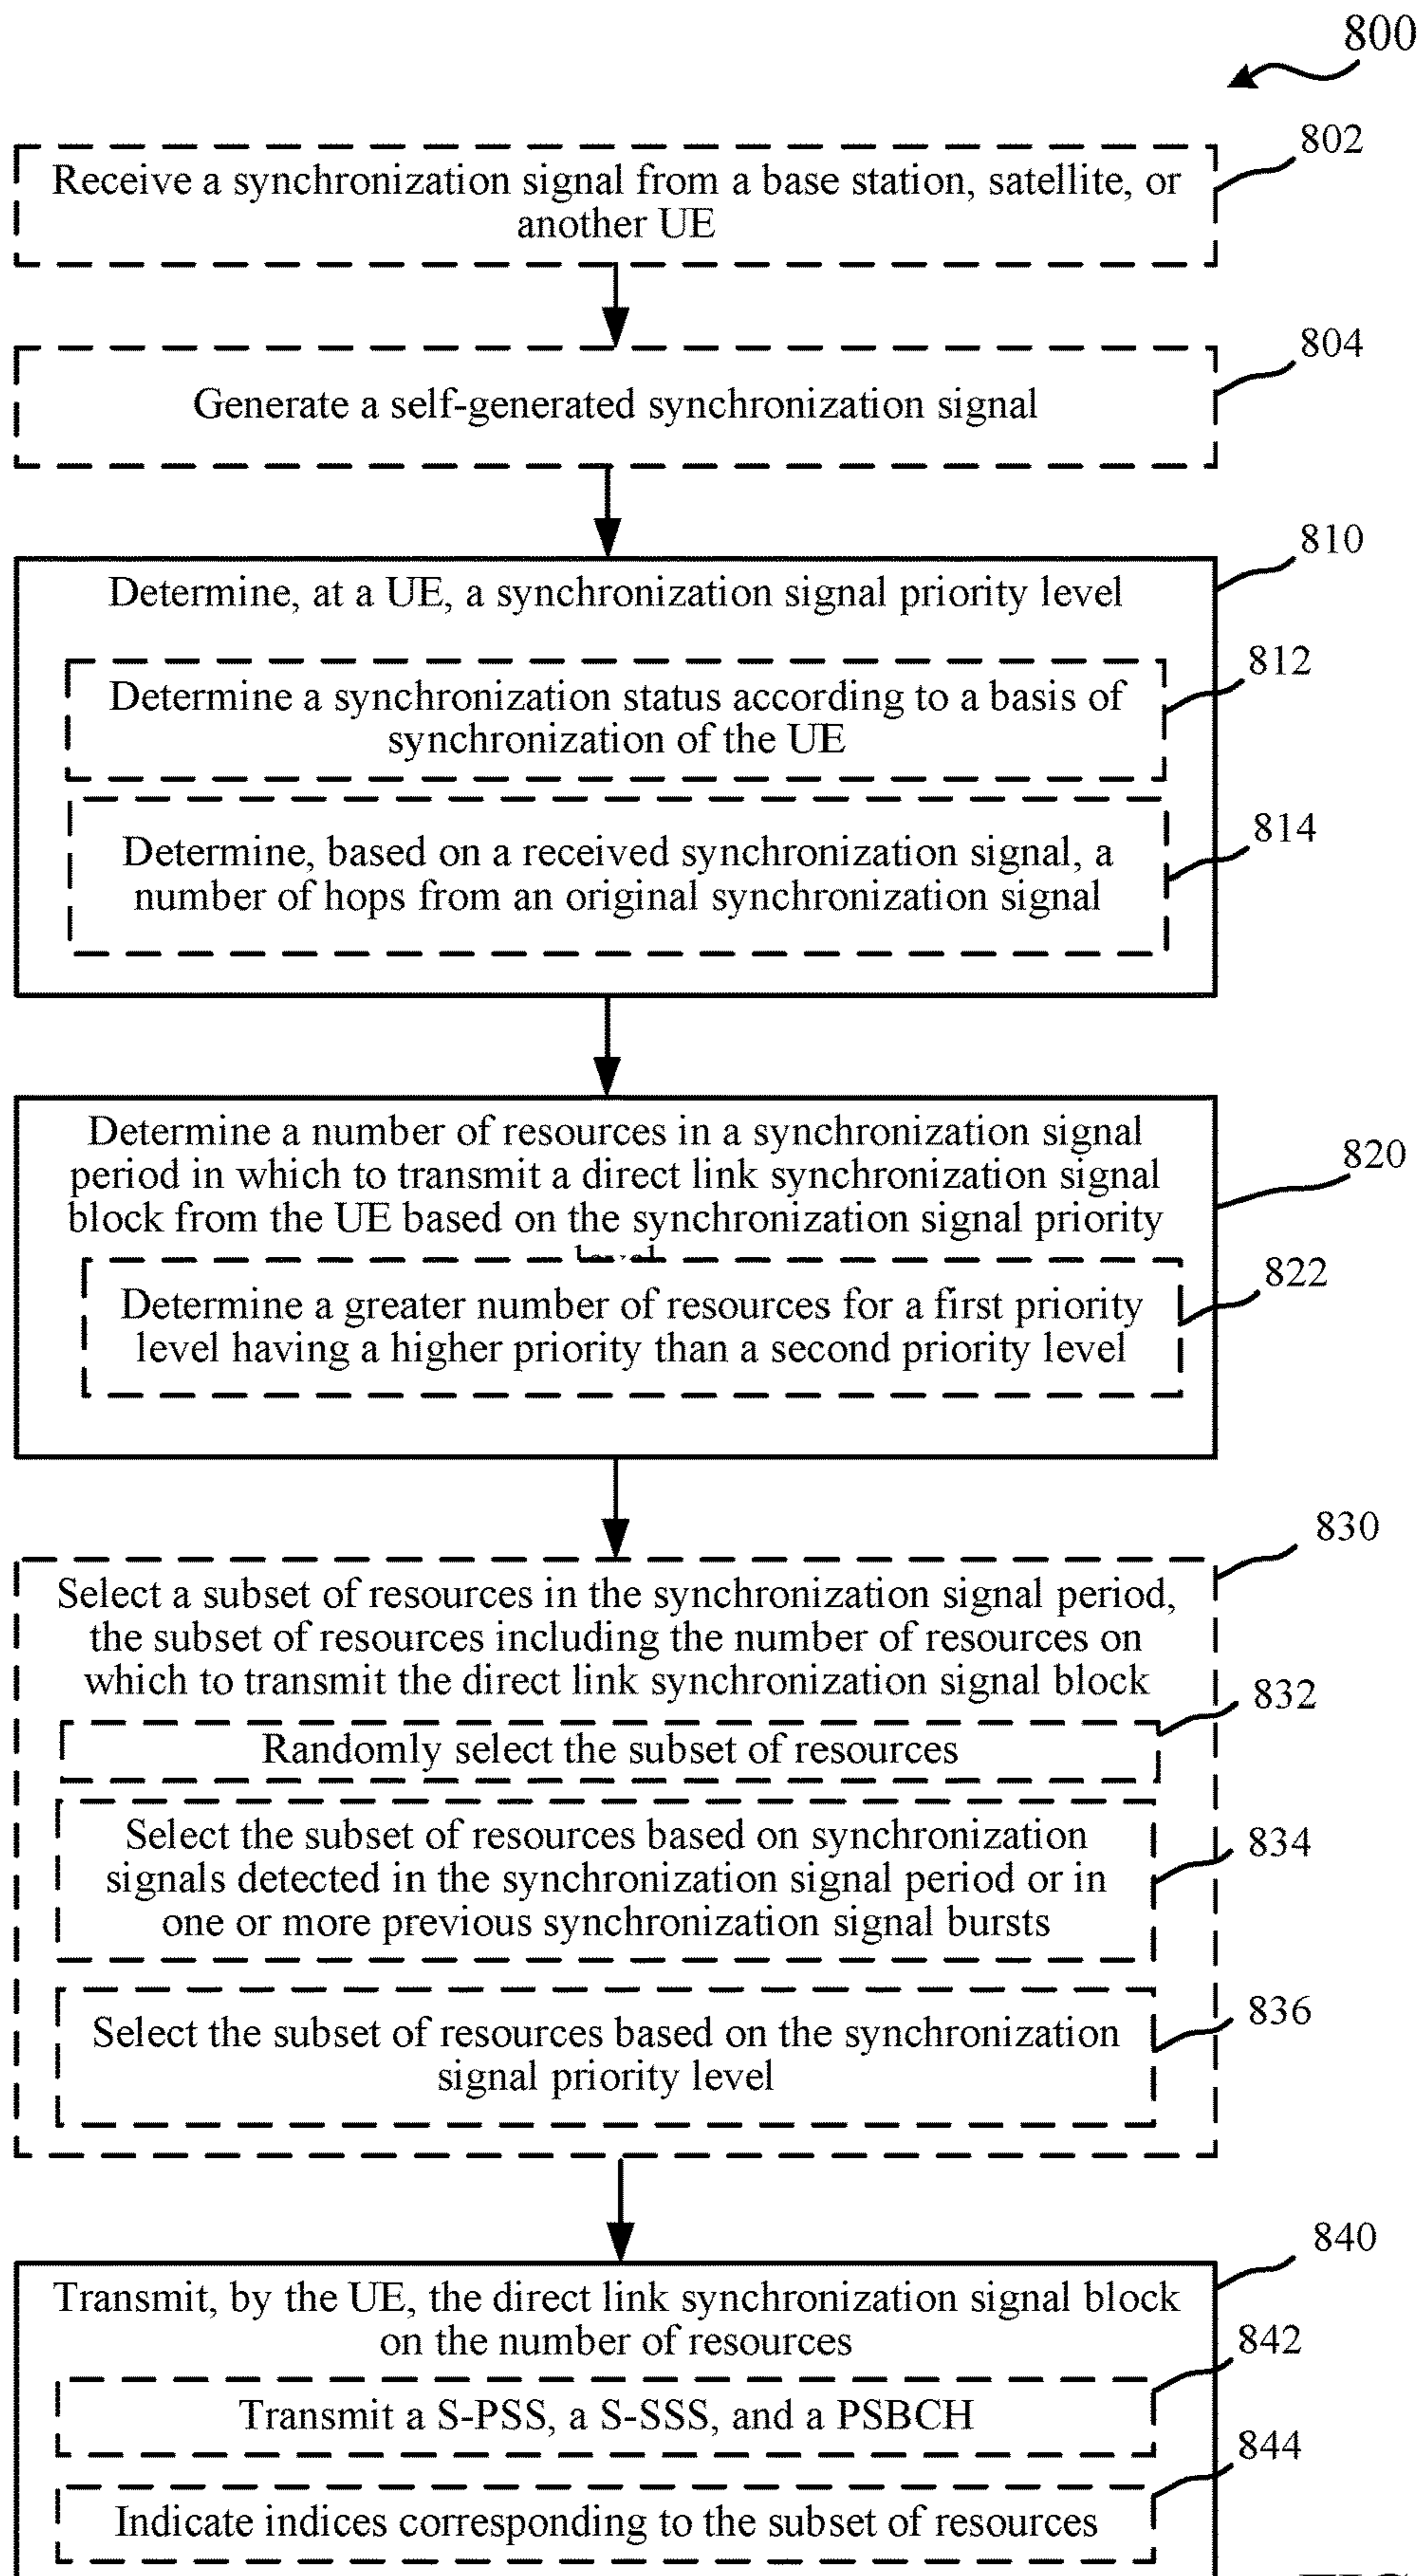 800
802
Receive a synchronization signal from a base station, satellite, or
another UE
804
Generate a self-generated synchronization signal
810
Determine, at a UE, a synchronization signal priority level
812
Determine a synchronization status according to a basis of
synchronization of the UE
814
Determine, based on a received synchronization signal, a
number of hops from an original synchronization signal
820
Determine a number of resources in a synchronization signal
period in which to transmit a direct link synchronization signal
block from the UE based on the synchronization signal priority
822
Determine a greater number of resources for a first priority
level having a higher priority than a second priority level
830
Select a subset of resources in the synchronization signal period,
the subset of resources including the number of resources on
which to transmit the direct link synchronization signal block
832
Randomly select the subset of resources
834
Select the subset of resources based on synchronization
signals detected in the synchronization signal period or in
one or more previous synchronization signal bursts
836
Select the subset of resources based on the synchronization
signal priority level
840
Transmit, by the UE, the direct link synchronization signal block
on the number of resources
842
Transmit a S-PSS, a S-SSS, and a PSBCH
844
Indicate indices corresponding to the subset of resources